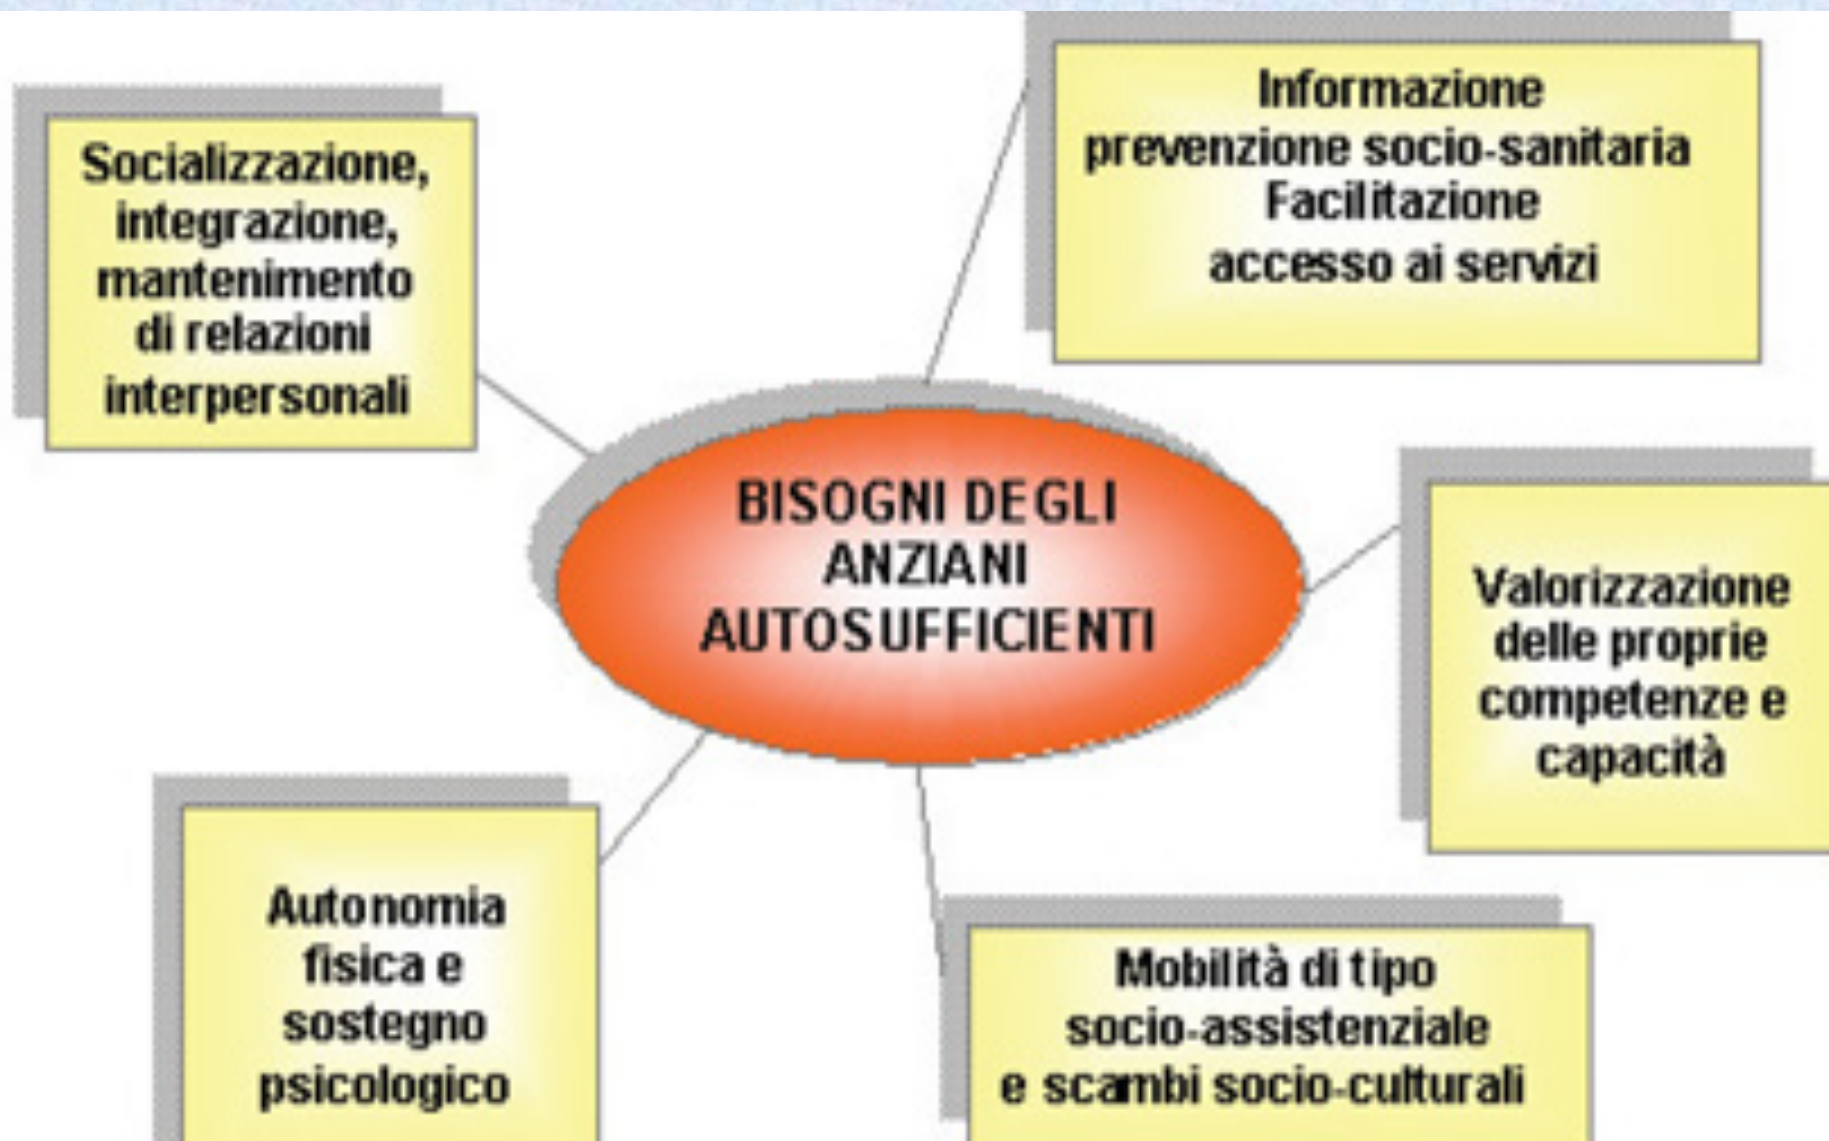 Socializzazione,
integrazione,
mantenimento
di relazioni
interpersonali
Informazione
prevenzione socio-sanitaria
Facilitazione
accesso ai servizi
BISOGNI DEGLI
ANZIANI
AUTOSUFFICIENTI
Valorizzazione
delle proprie
competenze e
capacità
Autonomia
fisica e
sostegno
psicologico
Mobilità di tipo
socio-assistenziale
e scambi socio-culturali